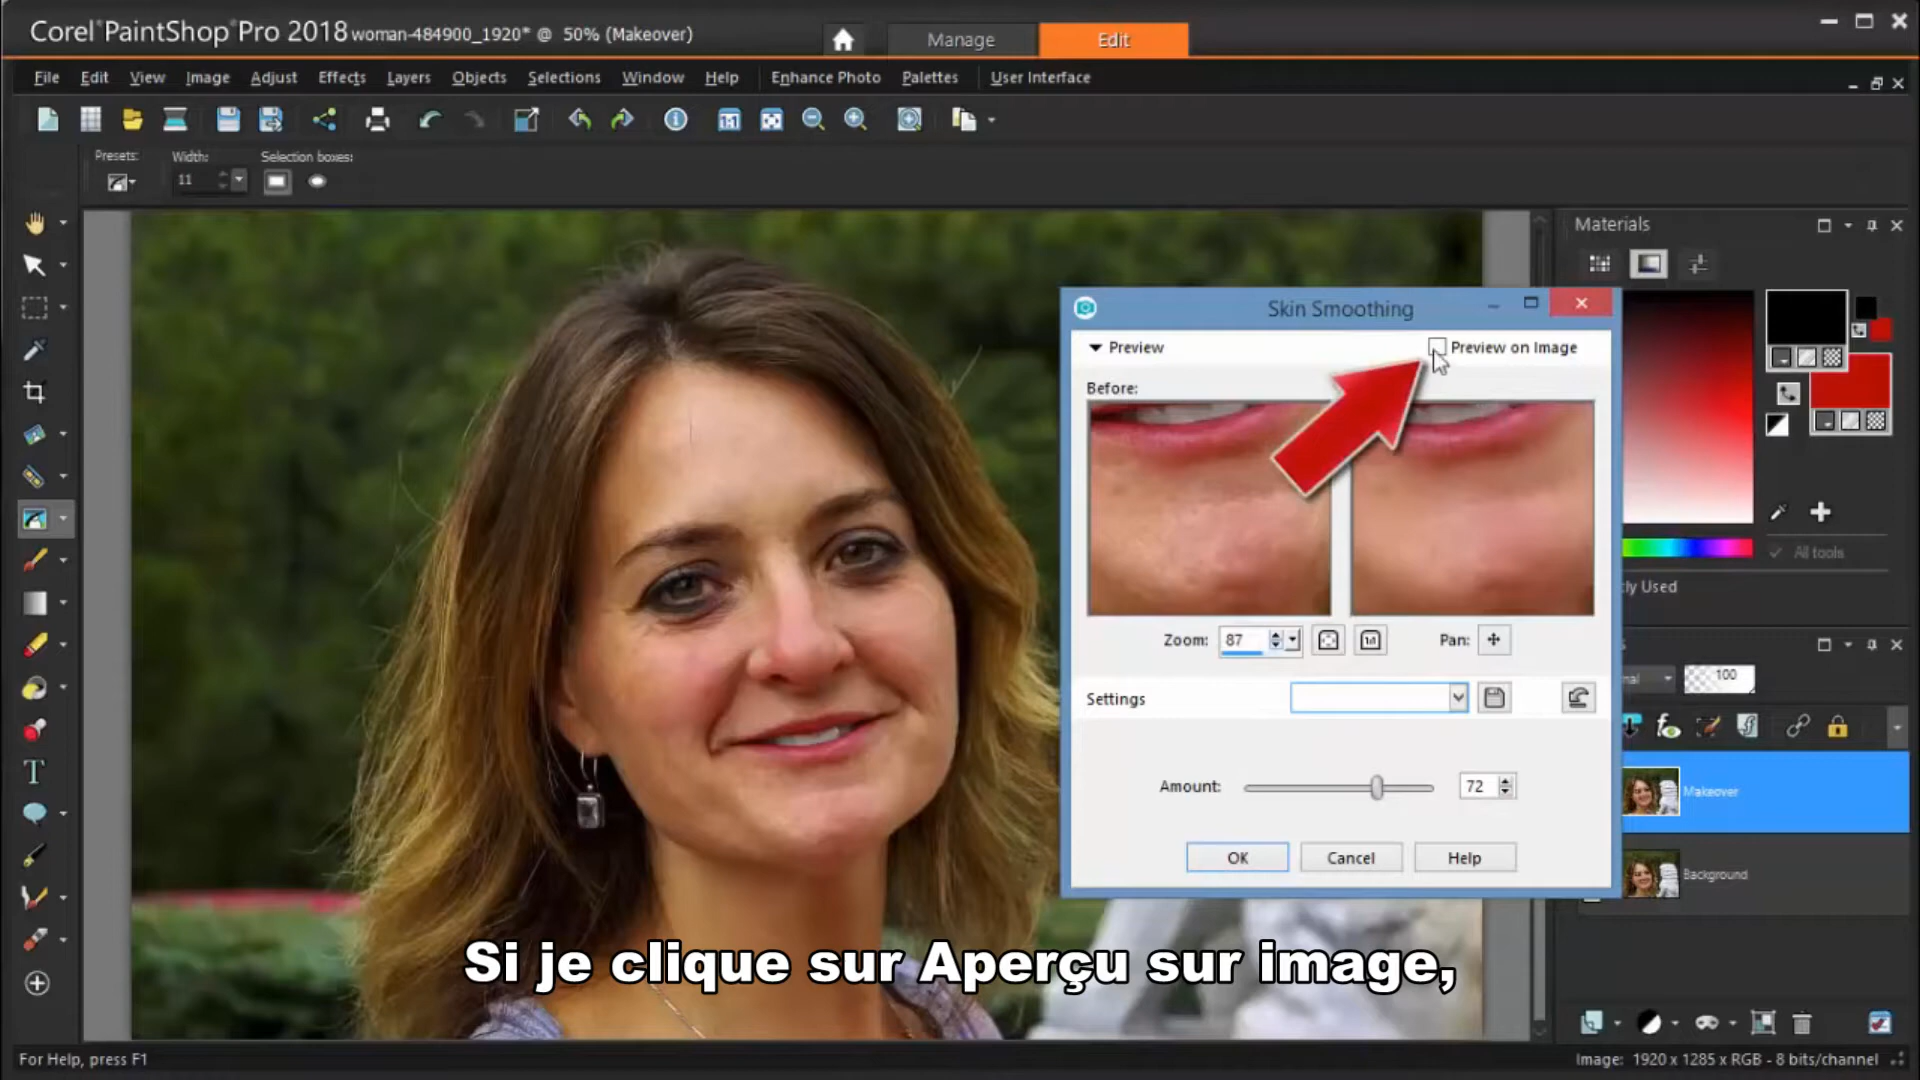 Corel PaintShop Pro 2018 woman-484900_1920* @ 50% (Makeover)
Manage
Edit
File Edit View Image Adjust Effects Layers Objects Selections Window Help Enhance Photo Palettes User Interface
Presets: Width: Selection boxes:
11
Materials
All tools
Skin Smoothing
Preview
Preview on Image
Before:
Zoom: 87
Pan:
Settings
Amount: 72
OK
Cancel
Help
100
Makeover
Background
Si je clique sur Aperçu sur image,
For Help, press F1
Image: 1920 x 1285 x RGB - 8 bits/channel